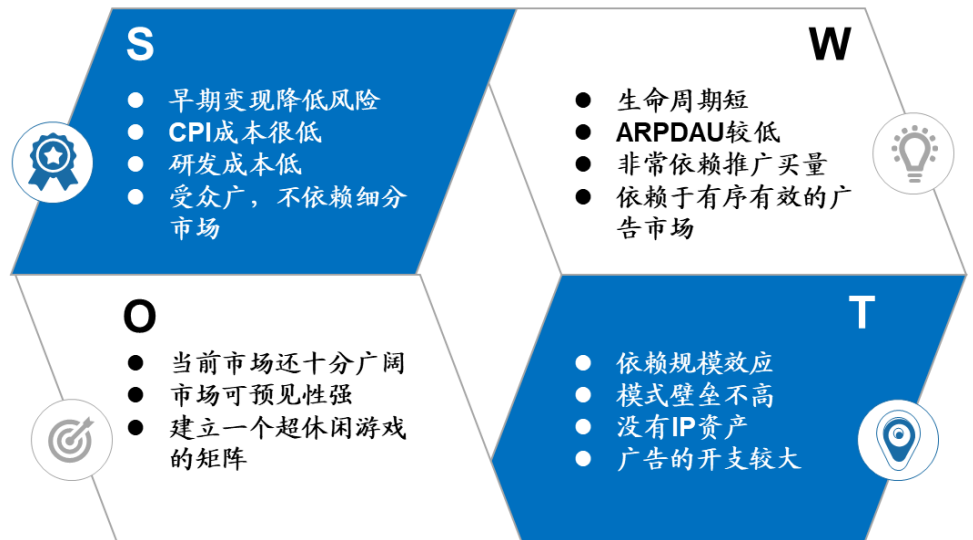 S
早期变现降低风险
CPI成本很低
研发成本低
受众广，不依赖细分
市场
W
生命周期短
ARPDAU较低
非常依赖推广买量
依赖于有序有效的广
告市场
O
当前市场还十分广阔
市场可预见性强
建立一个超休闲游戏
的矩阵
T
依赖规模效应
模式壁垒不高
没有IP资产
广告的开支较大